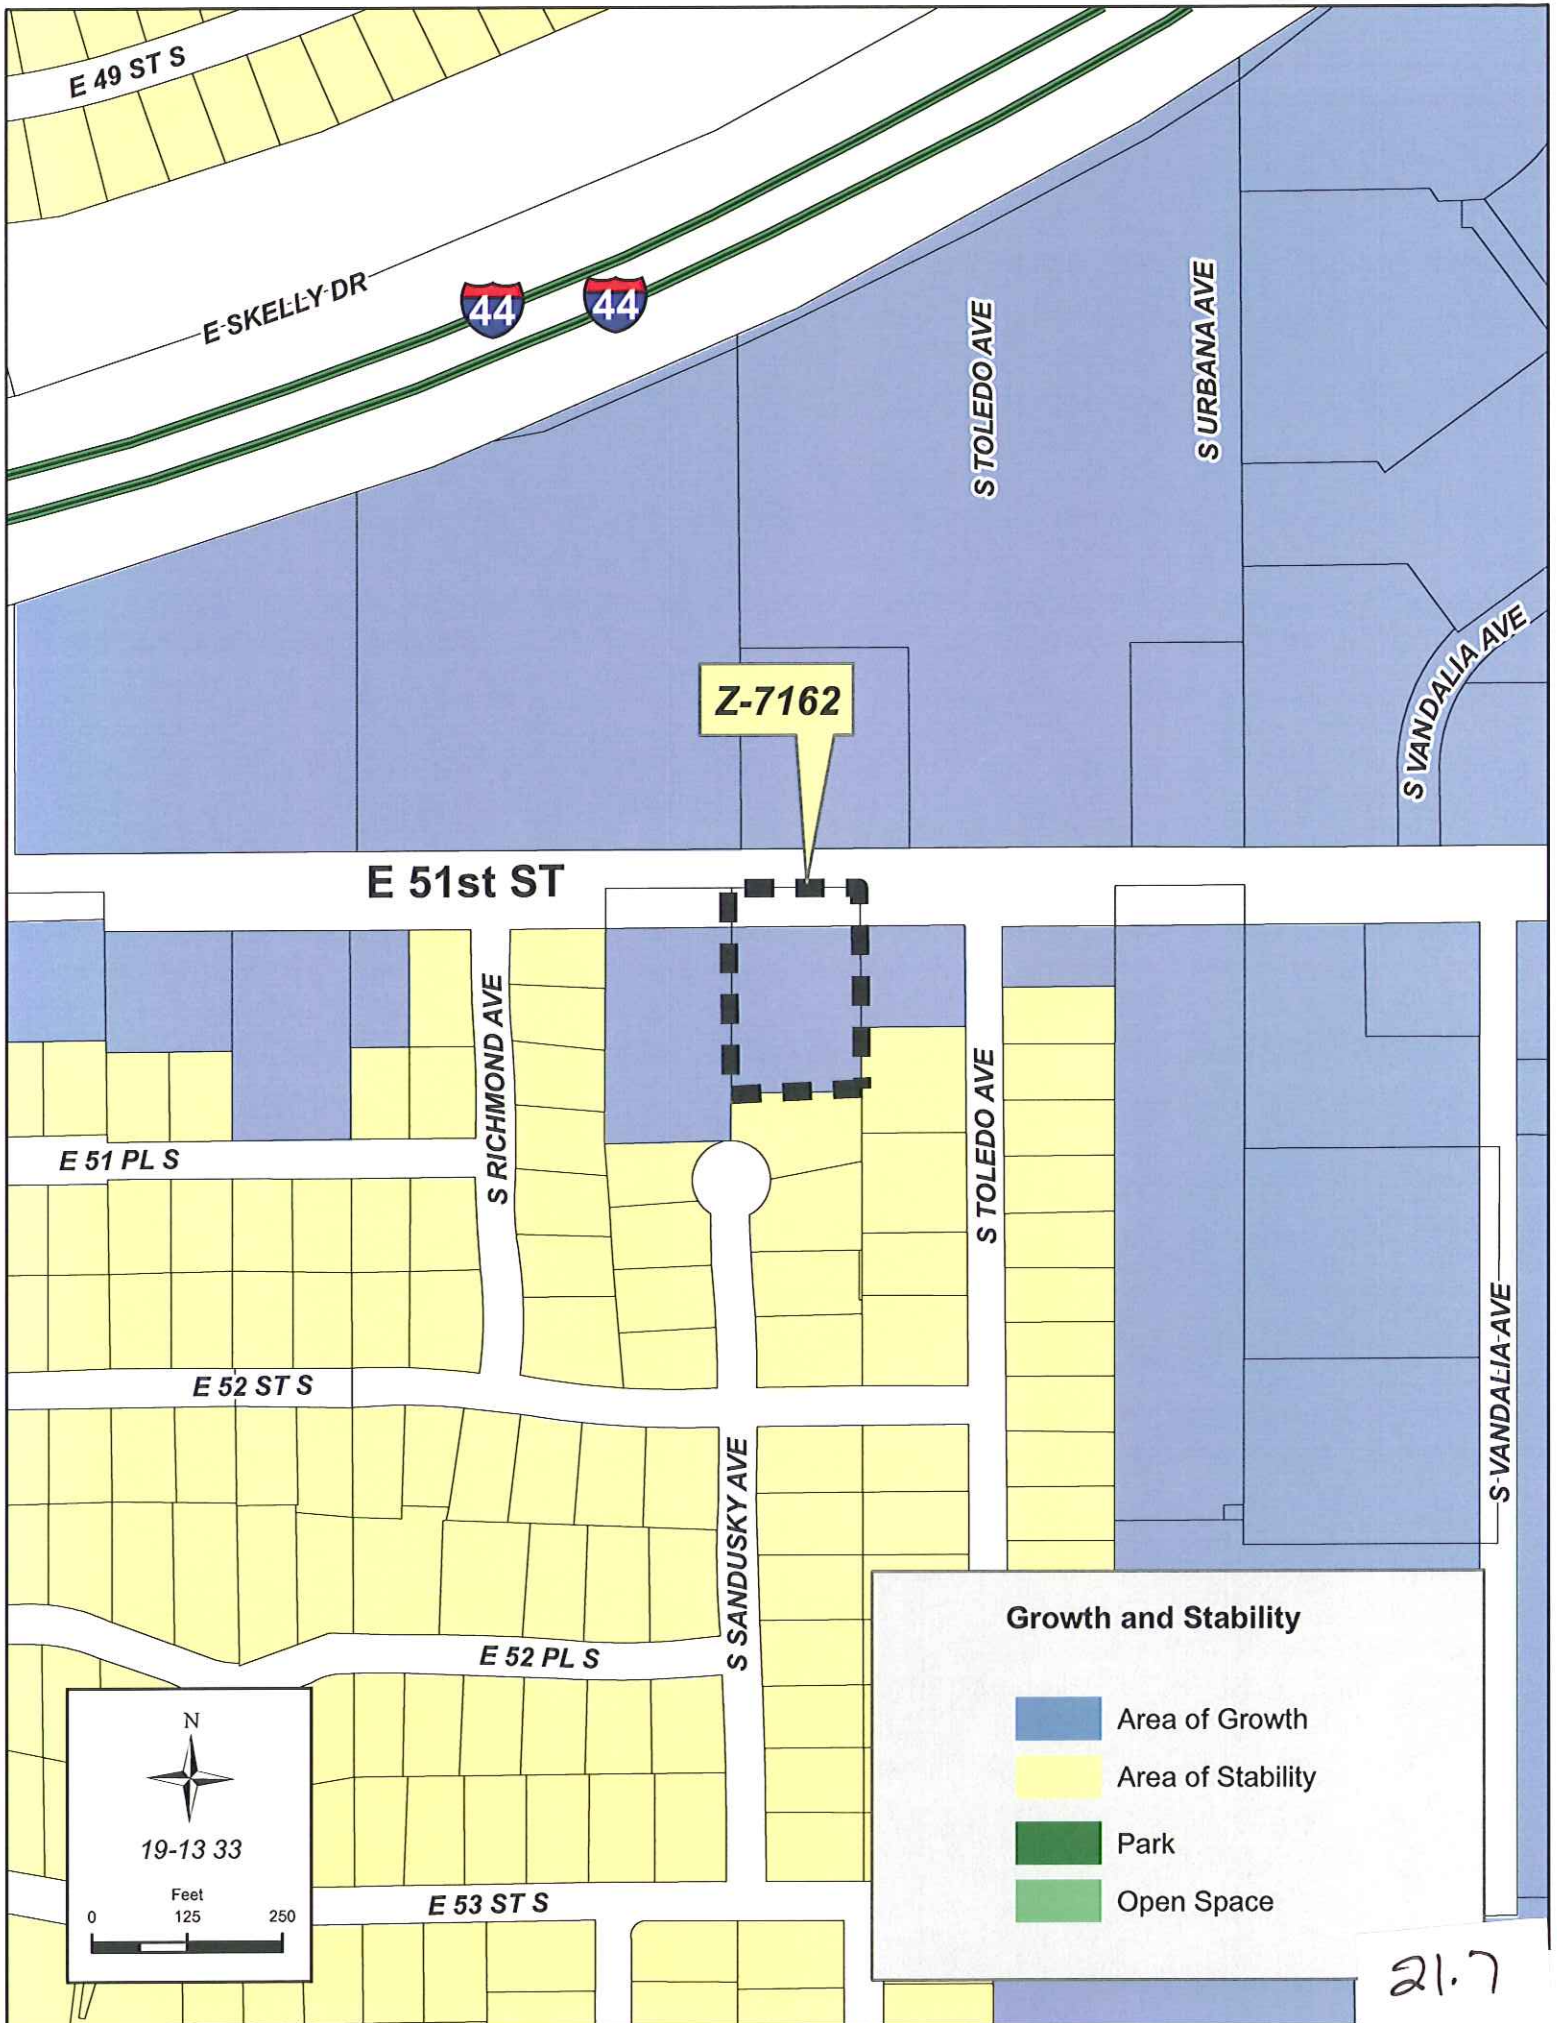 E 49 ST S
E SKELLY DR
44
44
S TOLEDO AVE
S URBANA AVE
S VANDALIA AVE
Z-7162
E 51st ST
S RICHMOND AVE
S TOLEDO AVE
E 51 PL S
E 52 ST S
S VANDALIA AVE
S SANDUSKY AVE
E 52 PL S
Growth and Stability
Area of Growth
Area of Stability
Park
Open Space
N
19-13 33
Feet
0 125 250
E 53 ST S
21.7